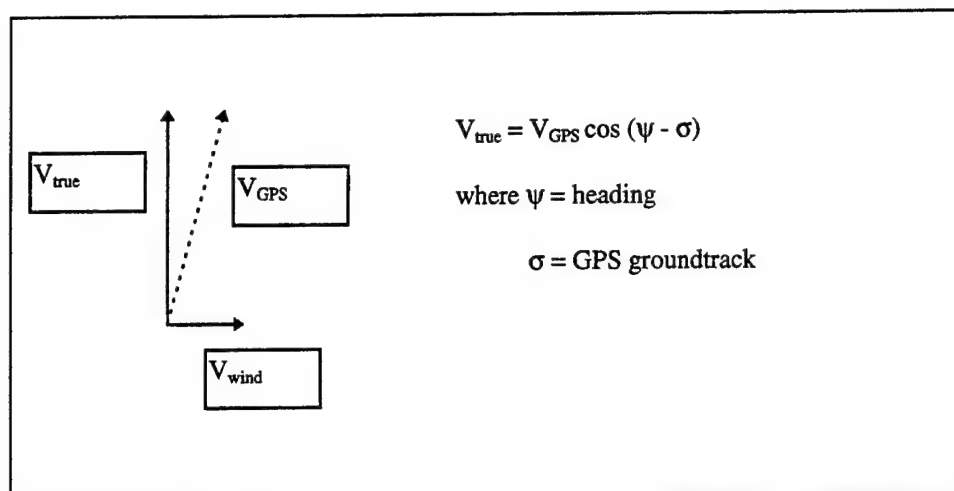 V_true = V_GPS cos (ψ - σ)
V_true
V_GPS
where ψ = heading
σ = GPS groundtrack
V_wind